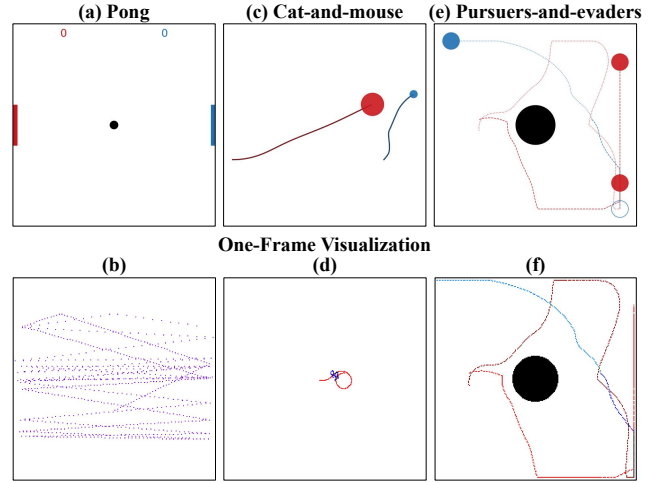 (a) Pong
(c) Cat-and-mouse
(e) Pursuers-and-evaders
0
0
One-Frame Visualization
(b)
(d)
(f)